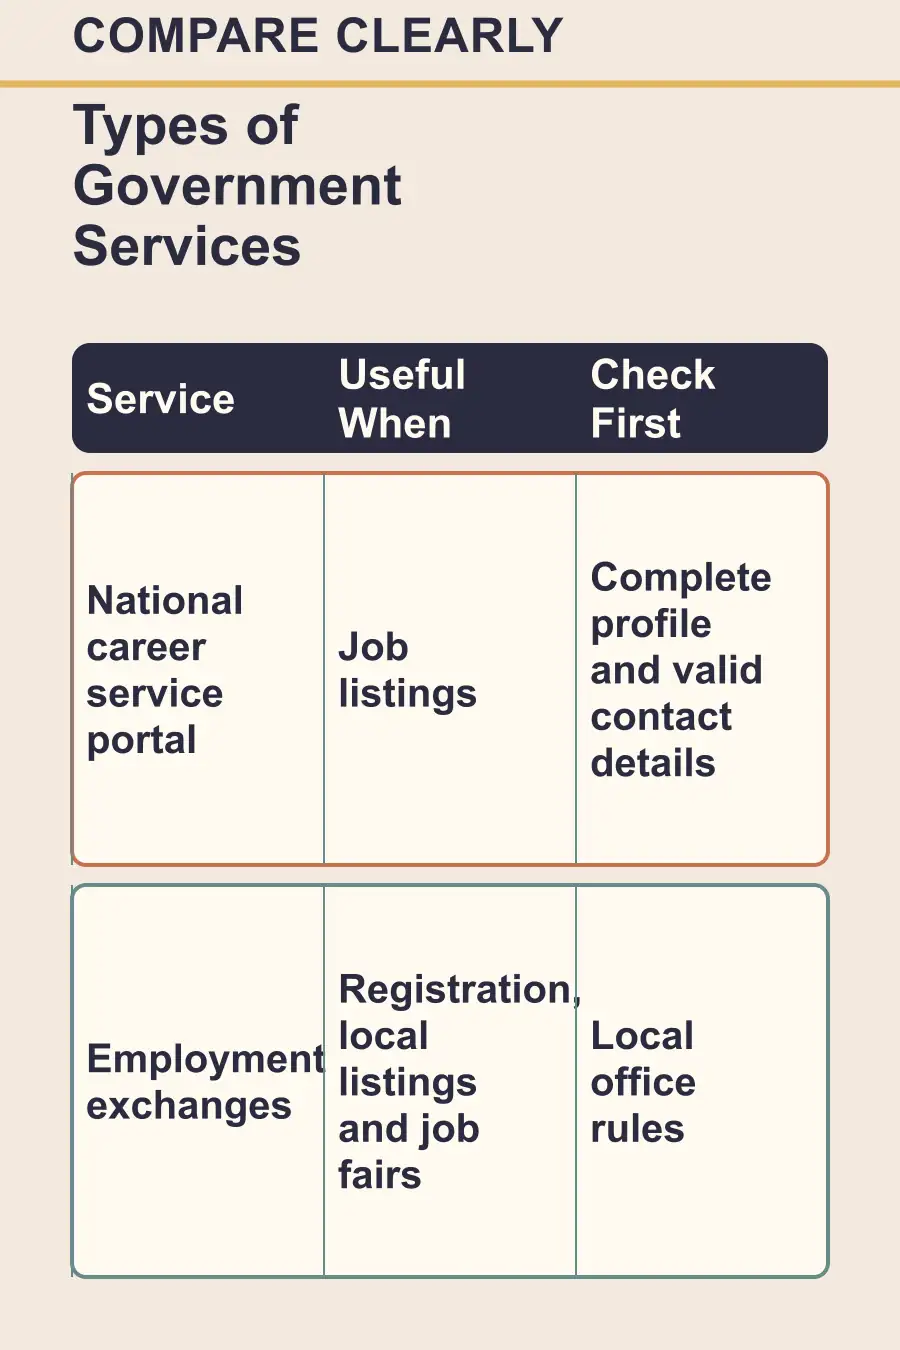 COMPARE CLEARLY
Types of
Government
Services
Service
Useful
When
Check
First
National
career
service
portal
Job
listings
Complete
profile
and valid
contact
details
Employment
exchanges
Registration,
local
listings
and job
fairs
Local
office
rules